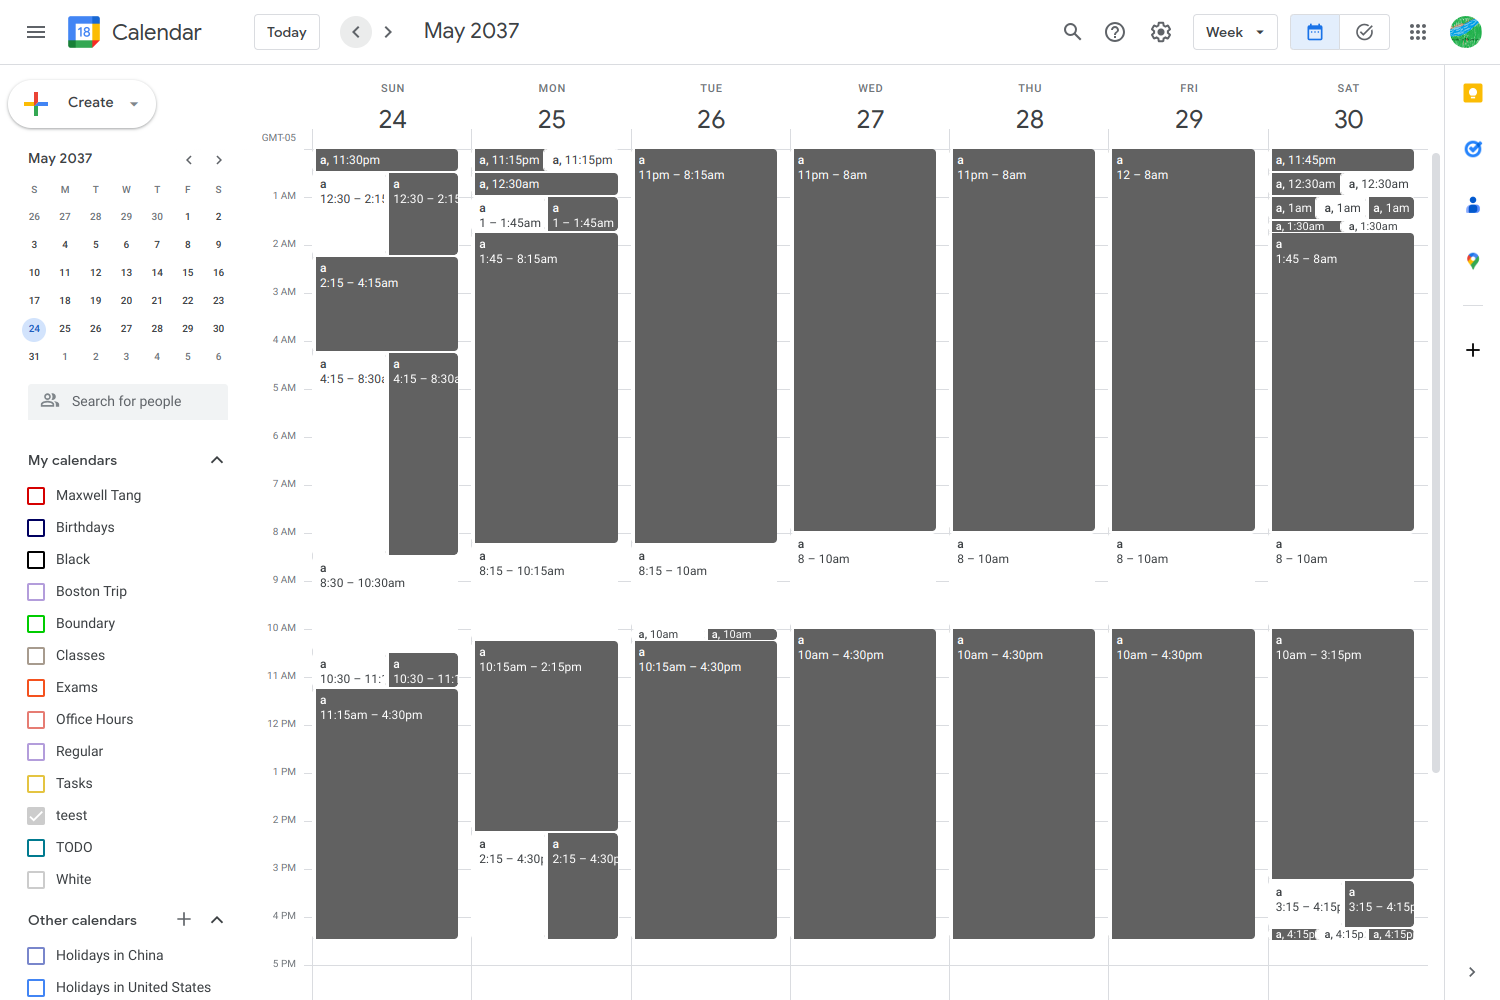 18 Calendar
Today
May 2037
Week
Create
May 2037
S M T W T F S
26 27 28 29 30 1 2
3 4 5 6 7 8 9
10 11 12 13 14 15 16
17 18 19 20 21 22 23
24 25 26 27 28 29 30
31 1 2 3 4 5 6
Search for people
My calendars
Maxwell Tang
Birthdays
Black
Boston Trip
Boundary
Classes
Exams
Office Hours
Regular
Tasks
teest
TODO
White
Other calendars
Holidays in China
Holidays in United States
SUN MON TUE WED THU FRI SAT
24 25 26 27 28 29 30
GMT-05
1 AM
2 AM
3 AM
4 AM
5 AM
6 AM
7 AM
8 AM
9 AM
10 AM
11 AM
12 PM
1 PM
2 PM
3 PM
4 PM
5 PM
a, 11:30pm
a
12:30 – 2:15
a
12:30 – 2:15
a
2:15 – 4:15am
a
4:15 – 8:30a
a
4:15 – 8:30a
a
8:30 – 10:30am
a
10:30 – 11:
a
10:30 – 11:1
a
11:15am – 4:30pm
a, 11:15pm
a, 11:15pm
a, 12:30am
a
1 – 1:45am
a
1 – 1:45am
a
1:45 – 8:15am
a
8:15 – 10:15am
a
10:15am – 2:15pm
a
2:15 – 4:30p
a
2:15 – 4:30p
a
11pm – 8:15am
a
8:15 – 10am
a, 10am
a, 10am
a
10:15am – 4:30pm
a
11pm – 8am
a
8 – 10am
a
10am – 4:30pm
a
11pm – 8am
a
8 – 10am
a
10am – 4:30pm
a
12 – 8am
a
8 – 10am
a
10am – 4:30pm
a, 11:45pm
a, 12:30am
a, 12:30am
a, 1am
a, 1am
a, 1am
a, 1:30am
a, 1:30am
a
1:45 – 8am
a
8 – 10am
a
10am – 3:15pm
a
3:15 – 4:15p
a
3:15 – 4:15p
a, 4:15p
a, 4:15p
a, 4:15p